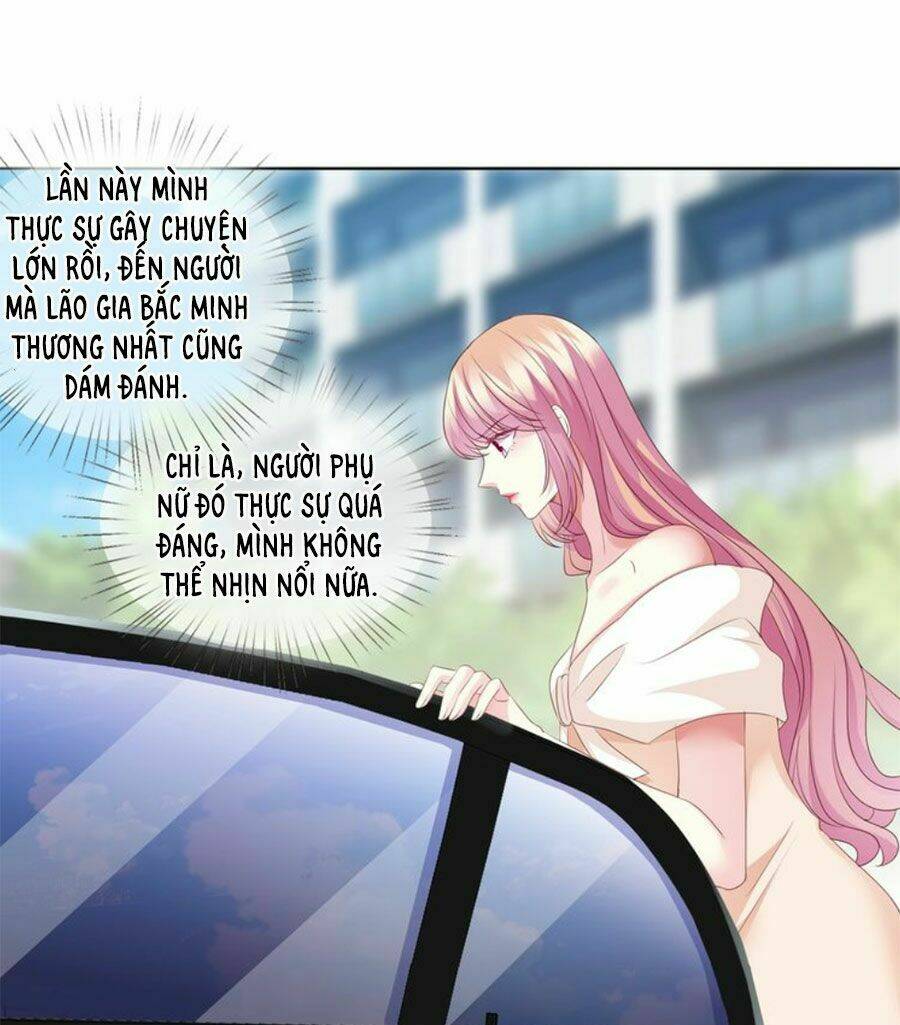 LẦN NÀY MÌNH
THỰC SỰ GÂY CHUYỆN
LỚN RỒI, ĐẾN NGƯỜI
MÀ LÃO GIA BẮC MINH
THƯƠNG NHẤT CŨNG
DÁM ĐÁNH.
CHỈ LÀ, NGƯỜI PHỤ
NỮ ĐÓ THỰC SỰ QUÁ
ĐÁNG, MÌNH KHÔNG
THỂ NHỊN NỔI NỮA.